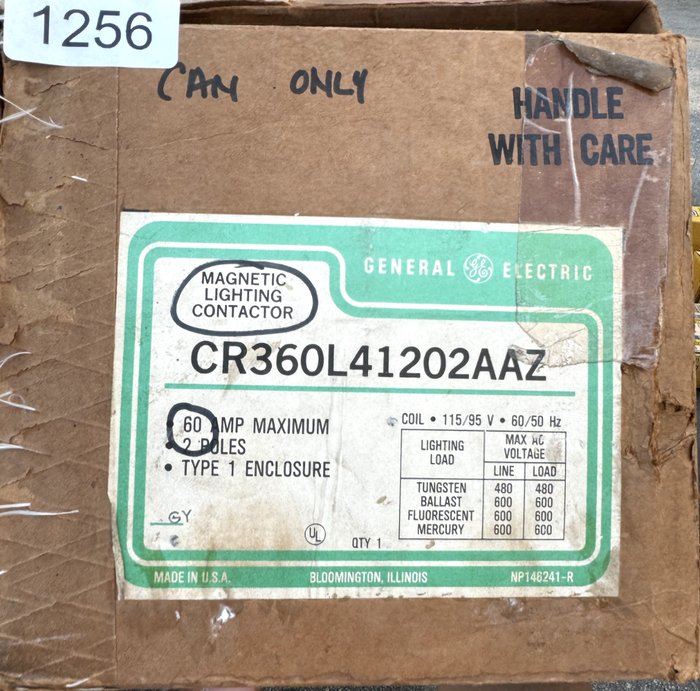 1256
CAN ONLY
HANDLE
WITH CARE
GENERAL GE ELECTRIC
MAGNETIC
LIGHTING
CONTACTOR
CR360L41202AAZ
• 60 AMP MAXIMUM
• 2 POLES
• TYPE 1 ENCLOSURE
COIL • 115/95 V • 60/50 Hz
LIGHTING
LOAD
MAX AC
VOLTAGE
LINE LOAD
TUNGSTEN 480 480
BALLAST 600 600
FLUORESCENT 600 600
MERCURY 600 600
GY
UL
QTY 1
MADE IN U.S.A. BLOOMINGTON, ILLINOIS NP146241-R